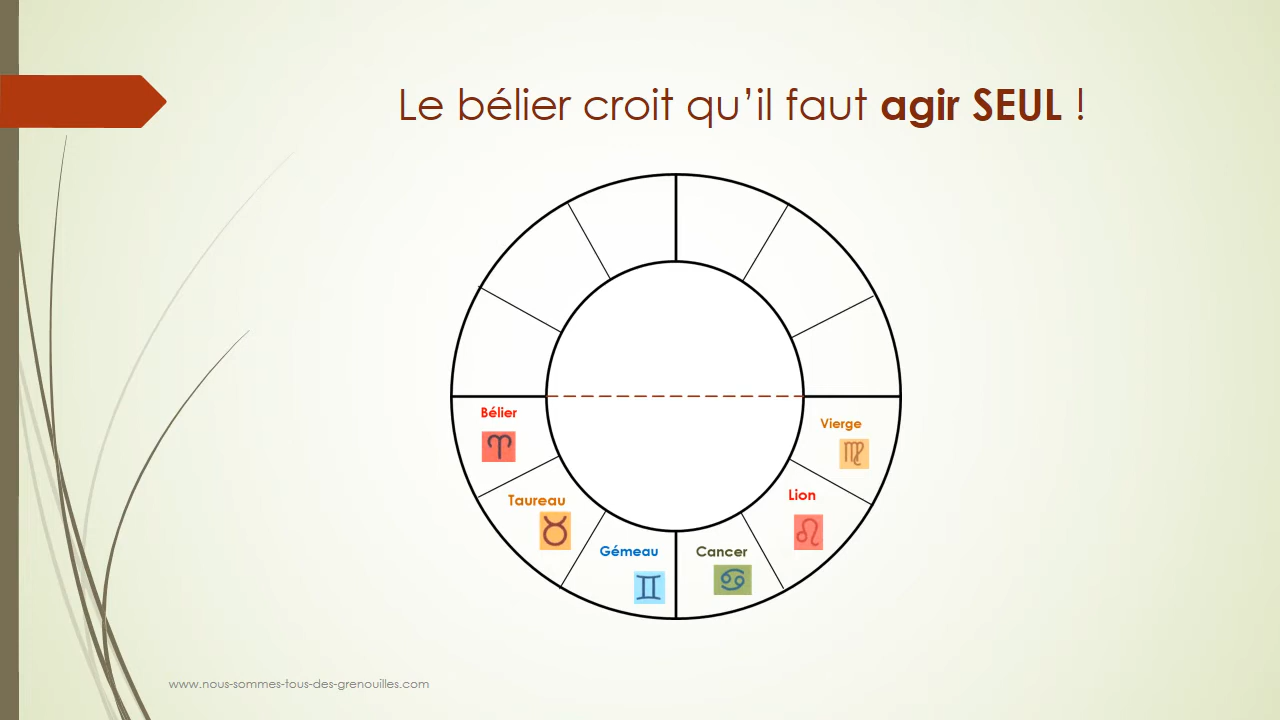 Le bélier croit qu’il faut agir SEUL !
Bélier
Vierge
Taureau
Lion
Gémeau
Cancer
www.nous-sommes-tous-des-grenouilles.com